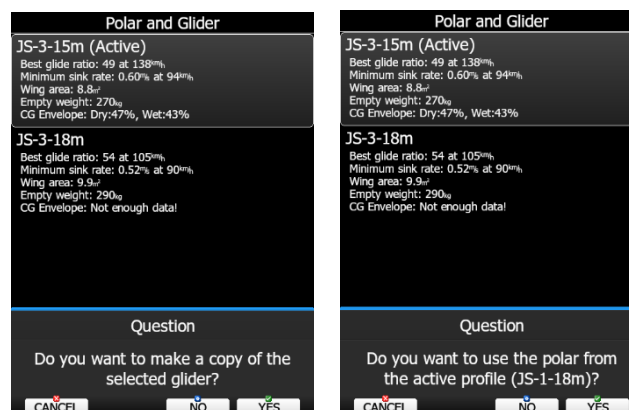 Polar and Glider
JS-3-15m (Active)
Best glide ratio: 49 at 138km/h
Minimum sink rate: 0.60m/s at 94km/h
Wing area: 8.8m²
Empty weight: 270kg
CG Envelope: Dry:47%, Wet:43%
JS-3-18m
Best glide ratio: 54 at 105km/h
Minimum sink rate: 0.52m/s at 90km/h
Wing area: 9.9m²
Empty weight: 290kg
CG Envelope: Not enough data!
Question
Do you want to make a copy of the
selected glider?
CANCEL NO YES
Polar and Glider
JS-3-15m (Active)
Best glide ratio: 49 at 138km/h
Minimum sink rate: 0.60m/s at 94km/h
Wing area: 8.8m²
Empty weight: 270kg
CG Envelope: Dry:47%, Wet:43%
JS-3-18m
Best glide ratio: 54 at 105km/h
Minimum sink rate: 0.52m/s at 90km/h
Wing area: 9.9m²
Empty weight: 290kg
CG Envelope: Not enough data!
Question
Do you want to use the polar from
the active profile (JS-1-18m)?
CANCEL NO YES